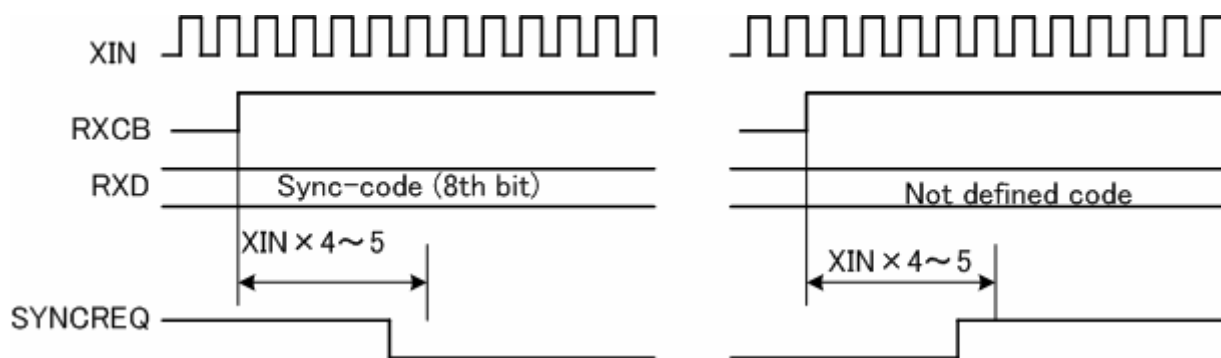 XIN
RXCB
RXD
Sync-code (8th bit)
Not defined code
XIN×4～5
XIN×4～5
SYNCREQ